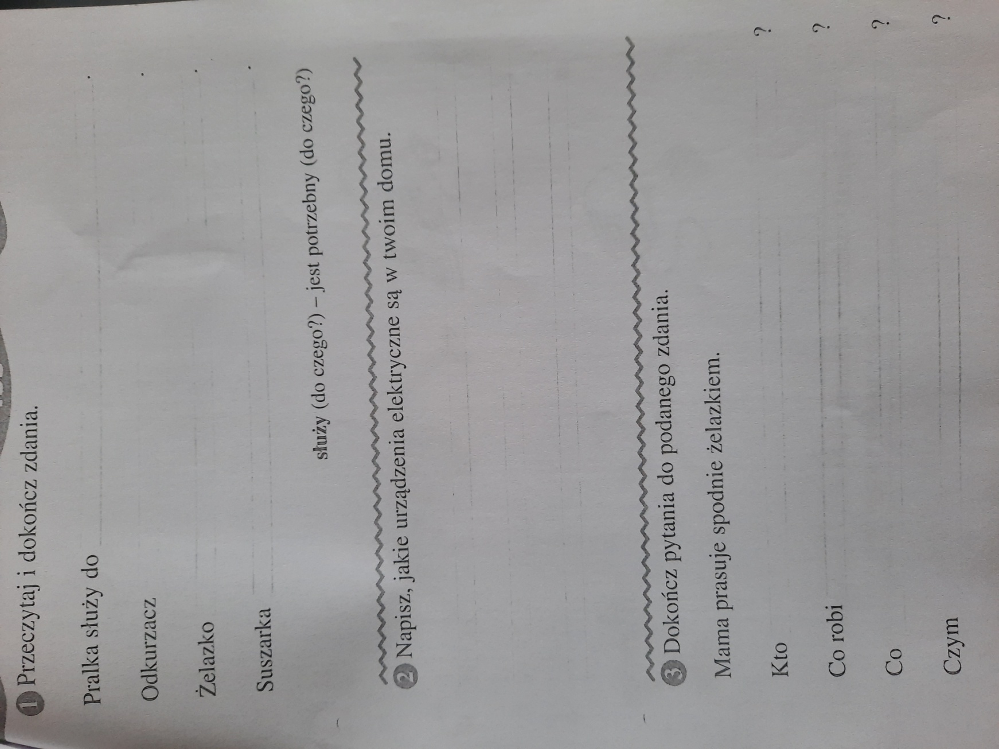 1 Przeczytaj i dokończ zdania.
Pralka służy do .
Odkurzacz .
Żelazko .
Suszarka .
służy (do czego?) – jest potrzebny (do czego?)
2 Napisz, jakie urządzenia elektryczne są w twoim domu.
3 Dokończ pytania do podanego zdania.
Mama prasuje spodnie żelazkiem.
Kto ?
Co robi ?
Co ?
Czym ?